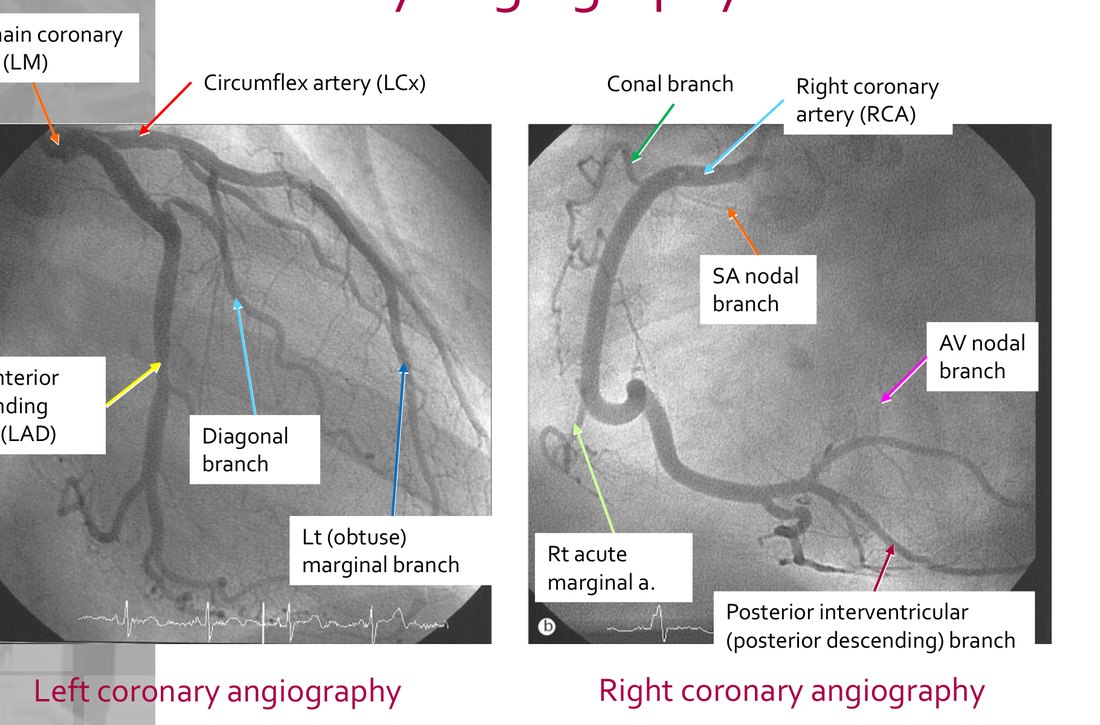 coronary
(LM)
Circumflex artery (LCx)
Conal branch
Right coronary
artery (RCA)
SA nodal
branch
AV nodal
branch
(LAD)
Diagonal
branch
Lt (obtuse)
marginal branch
Rt acute
marginal a.
Posterior interventricular
(posterior descending) branch
b
Left coronary angiography
Right coronary angiography